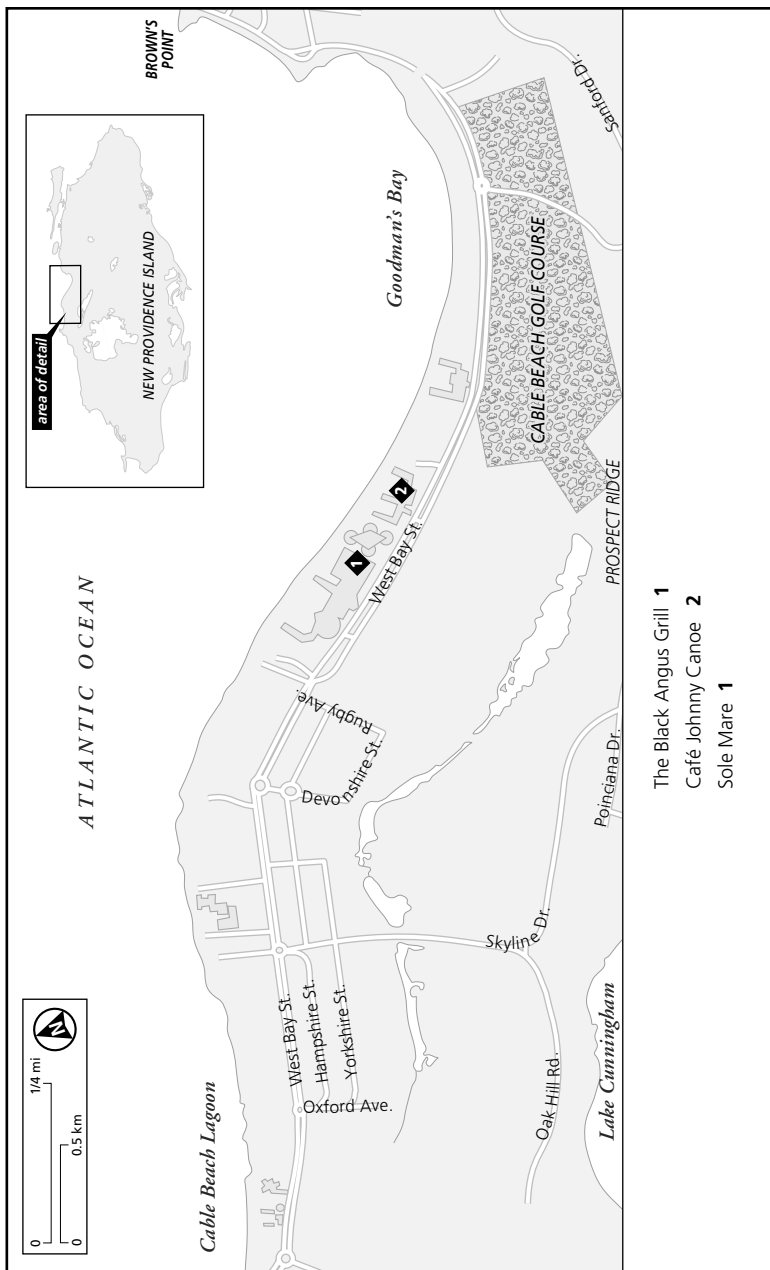 0
1/4 mi
0
0.5 km
N
ATLANTIC OCEAN
area of detail
NEW PROVIDENCE ISLAND
BROWN'S
POINT
Cable Beach Lagoon
Goodman's Bay
West Bay St.
Hampshire St.
Yorkshire St.
Oxford Ave.
Devonshire St.
Rugby Ave.
1
2
West Bay St.
CABLE BEACH GOLF COURSE
Sanford Dr.
PROSPECT RIDGE
Skyline Dr.
Oak Hill Rd.
Poinciana Dr.
Lake Cunningham
The Black Angus Grill 1
Café Johnny Canoe 2
Sole Mare 1